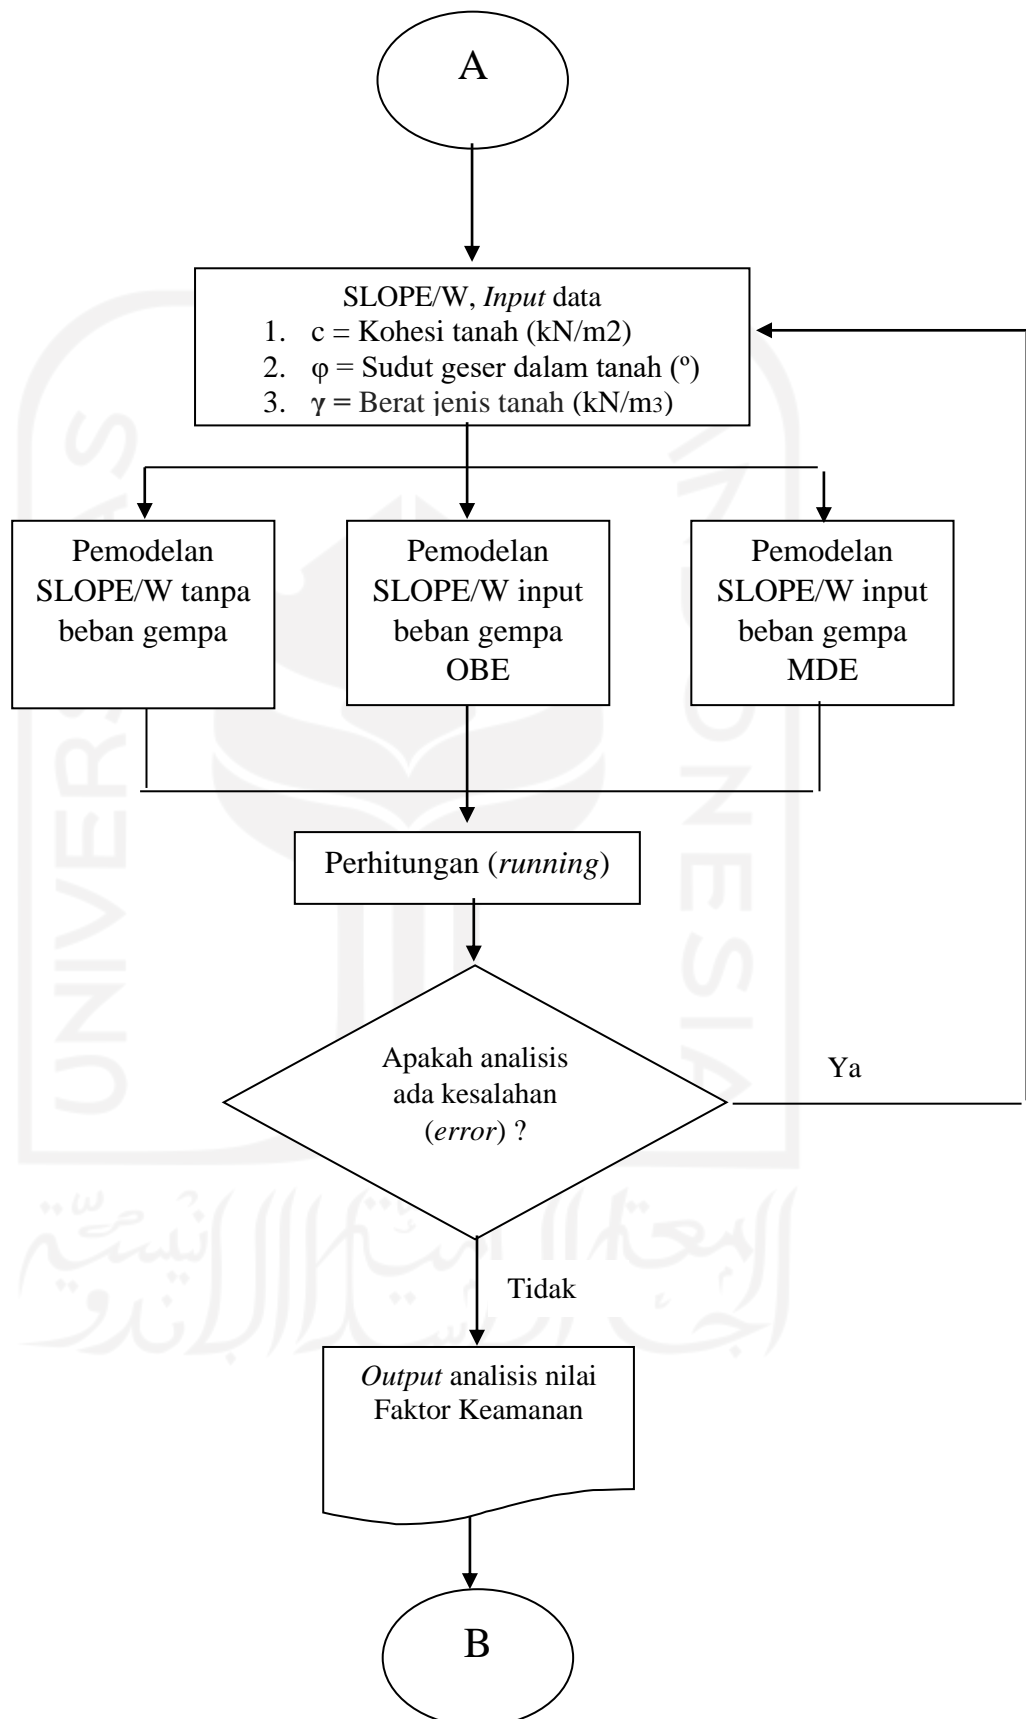 A
SLOPE/W, Input data
1. c = Kohesi tanah (kN/m2)
2. φ = Sudut geser dalam tanah (º)
3. γ = Berat jenis tanah (kN/m3)
Pemodelan
SLOPE/W tanpa
beban gempa
Pemodelan
SLOPE/W input
beban gempa
OBE
Pemodelan
SLOPE/W input
beban gempa
MDE
Perhitungan (running)
Apakah analisis
ada kesalahan
(error) ?
Ya
Tidak
Output analisis nilai
Faktor Keamanan
B
UNIVERSITAS
INDONESIA